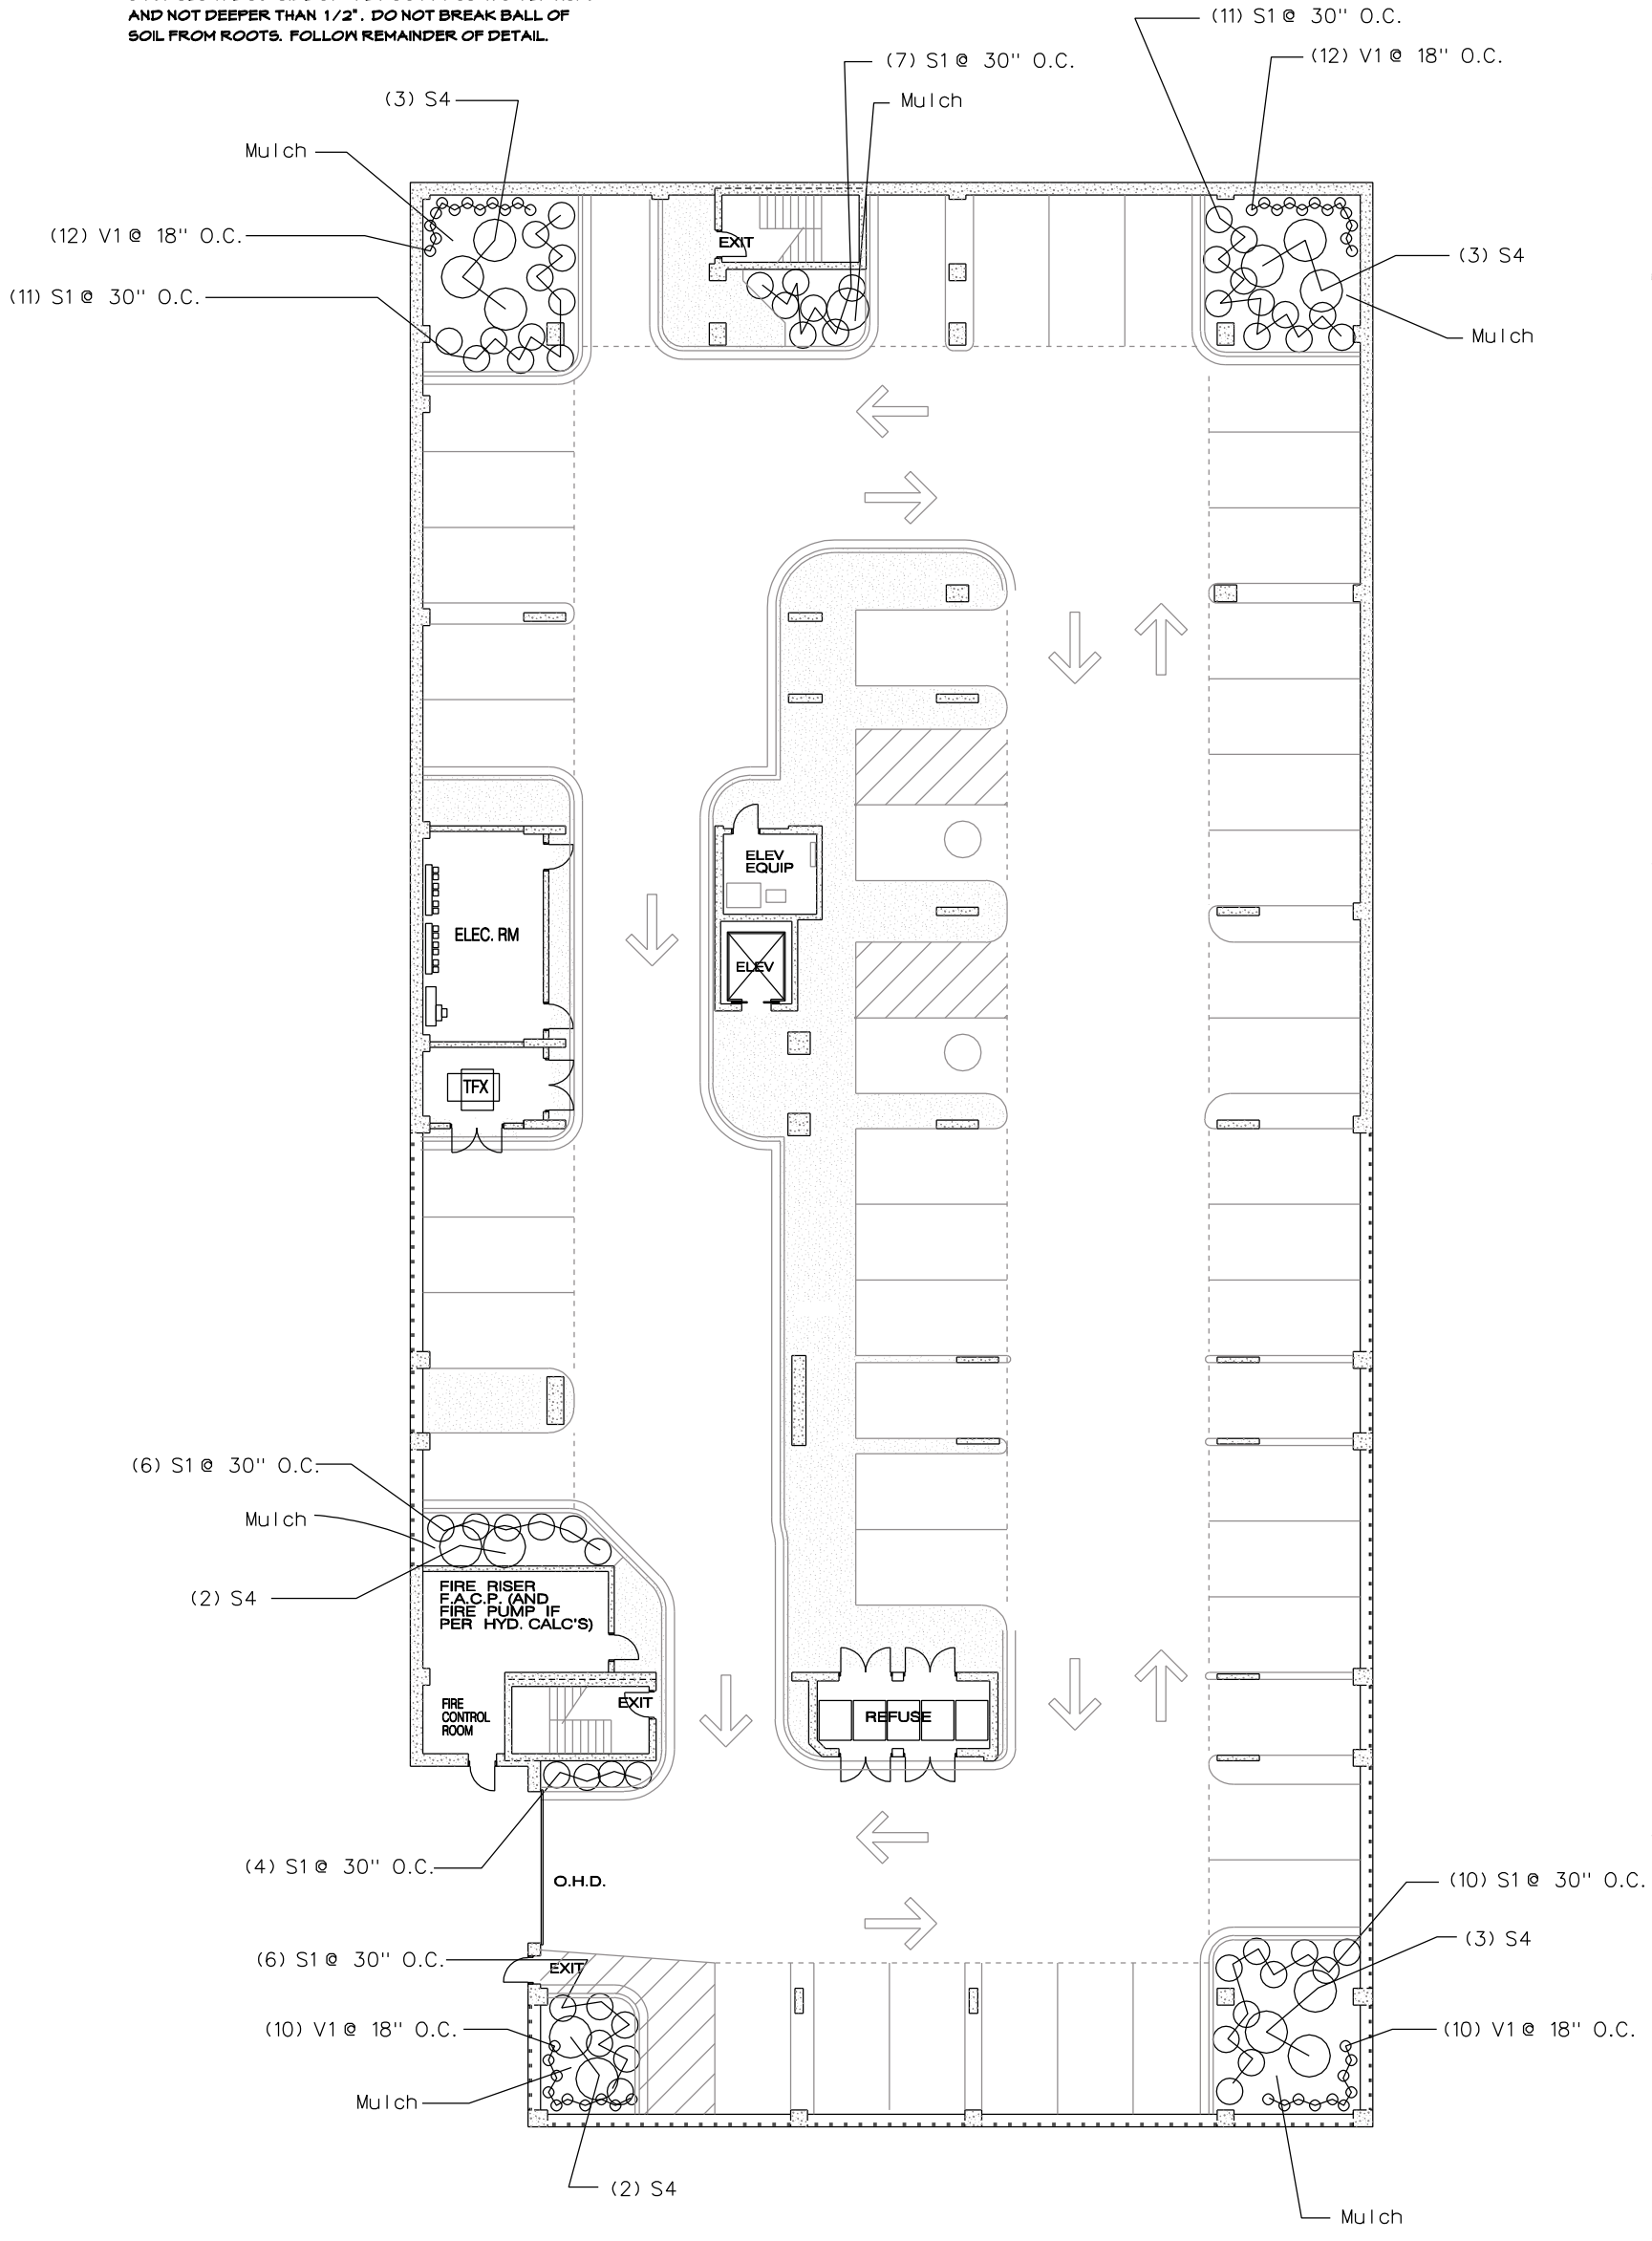 AND NOT DEEPER THAN 1/2". DO NOT BREAK BALL OF
SOIL FROM ROOTS. FOLLOW REMAINDER OF DETAIL.
(11) S1 @ 30" O.C.
(12) V1 @ 18" O.C.
(7) S1 @ 30" O.C.
Mulch
(3) S4
Mulch
(12) V1 @ 18" O.C.
(11) S1 @ 30" O.C.
EXIT
(3) S4
Mulch
ELEV
EQUIP
ELEC. RM
ELEV
TFX
(6) S1 @ 30" O.C.
Mulch
(2) S4
FIRE RISER
F.A.C.P. (AND
FIRE PUMP IF
PER HYD. CALC'S)
FIRE
CONTROL
ROOM
EXIT
REFUSE
(4) S1 @ 30" O.C.
O.H.D.
(10) S1 @ 30" O.C.
(3) S4
(6) S1 @ 30" O.C.
EXIT
(10) V1 @ 18" O.C.
(10) V1 @ 18" O.C.
Mulch
(2) S4
Mulch